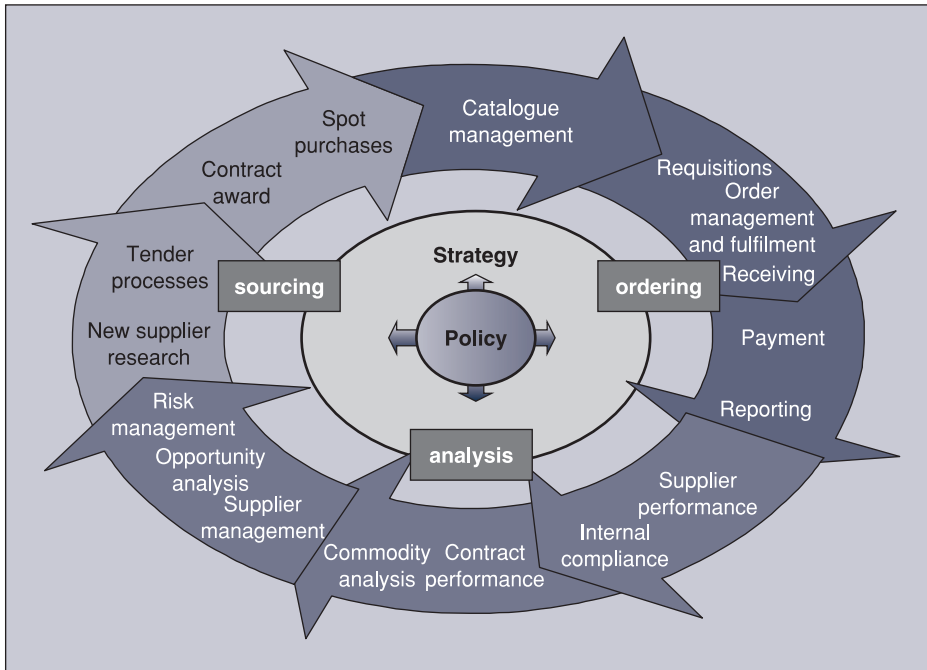 Spot
purchases
Catalogue
management
Contract
award
Requisitions
Order
management
and fulfilment
Receiving
Tender
processes
sourcing
Strategy
ordering
New supplier
research
Policy
Payment
Risk
management
Reporting
Opportunity
analysis
analysis
Supplier
management
Supplier
performance
Internal
compliance
Commodity
analysis
Contract
performance